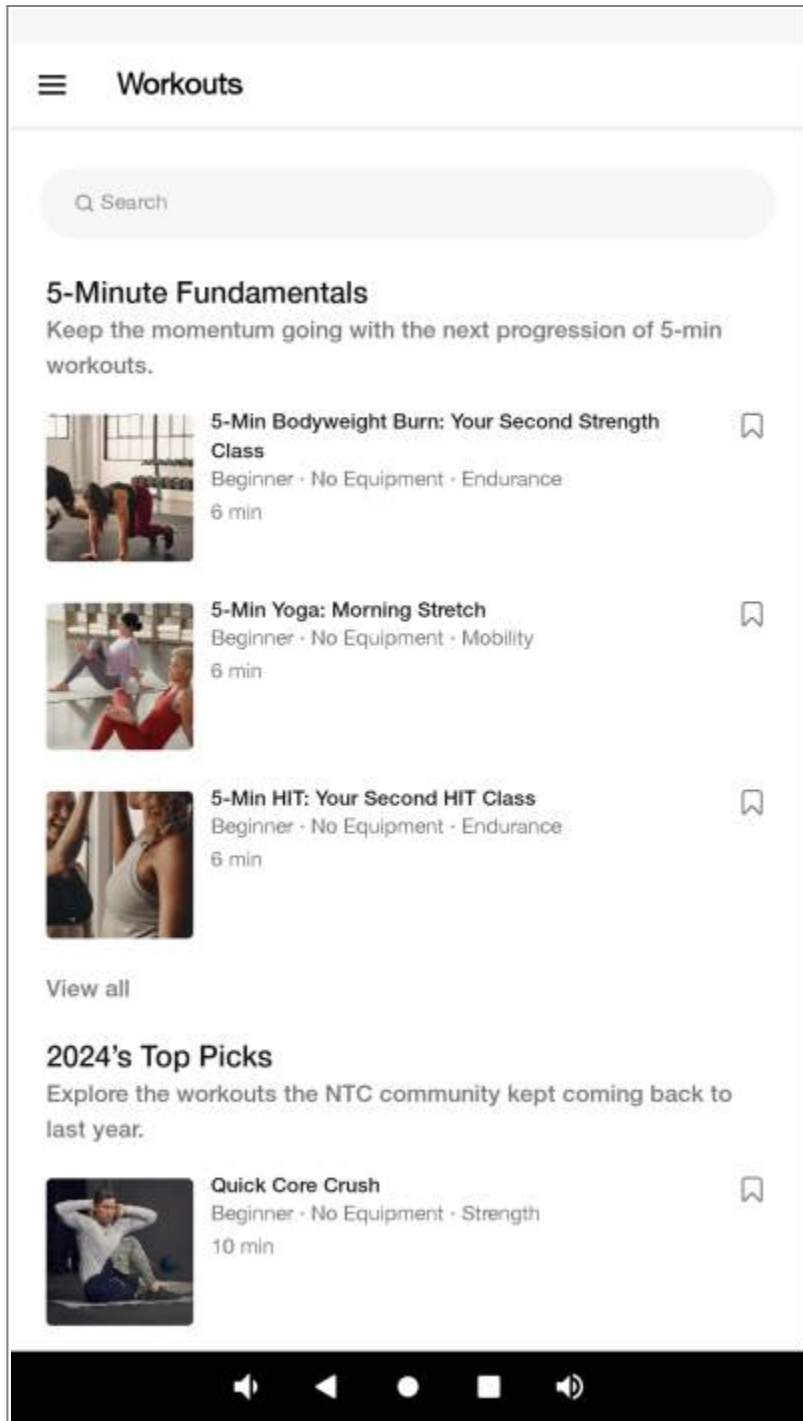 Workouts
Search
5-Minute Fundamentals
Keep the momentum going with the next progression of 5-min
workouts.
5-Min Bodyweight Burn: Your Second Strength
Class
Beginner · No Equipment · Endurance
6 min
5-Min Yoga: Morning Stretch
Beginner · No Equipment · Mobility
6 min
5-Min HIT: Your Second HIT Class
Beginner · No Equipment · Endurance
6 min
View all
2024’s Top Picks
Explore the workouts the NTC community kept coming back to
last year.
Quick Core Crush
Beginner · No Equipment · Strength
10 min